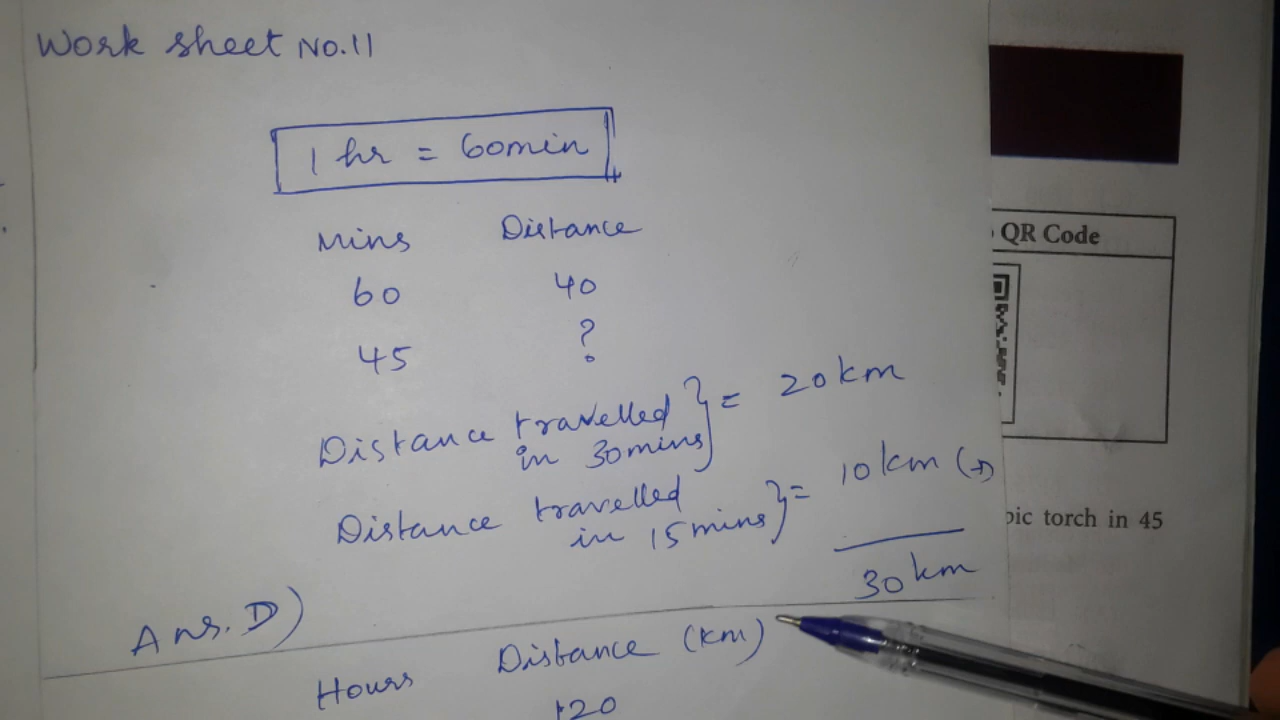 Work sheet No.11
1 hr = 60min
Mins Distance
60 40
45 ?
Distance travelled in 30mins } = 20km
Distance travelled in 15mins } = 10km (+)
30km
Ans. D)
Hours Distance (km)
120
QR Code
pic torch in 45